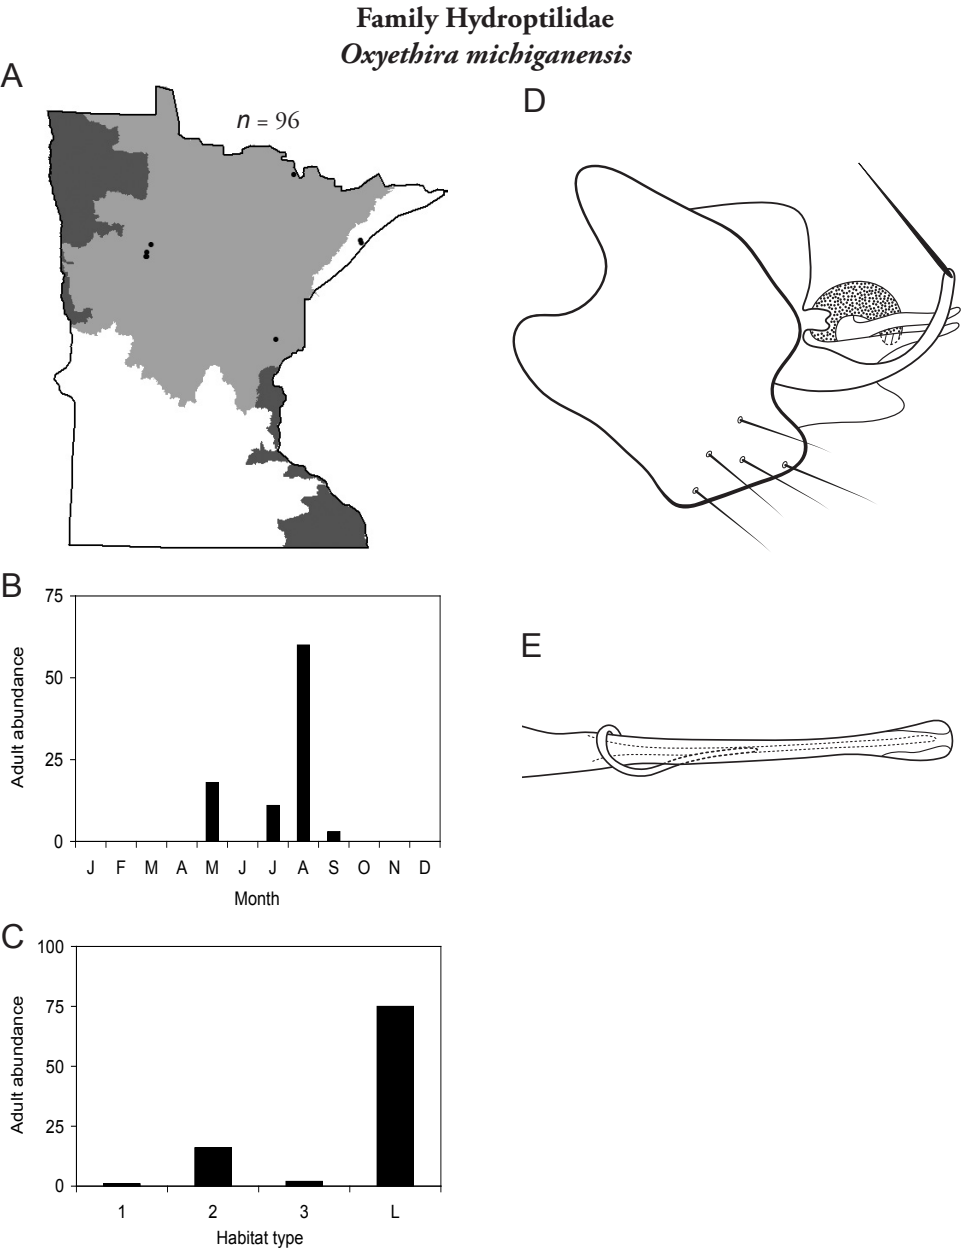 Family Hydroptilidae
Oxyethira michiganensis
A
n = 96
D
B
75
50
25
0
Adult abundance
J F M A M J J A S O N D
Month
E
C
100
75
50
25
0
Adult abundance
1 2 3 L
Habitat type